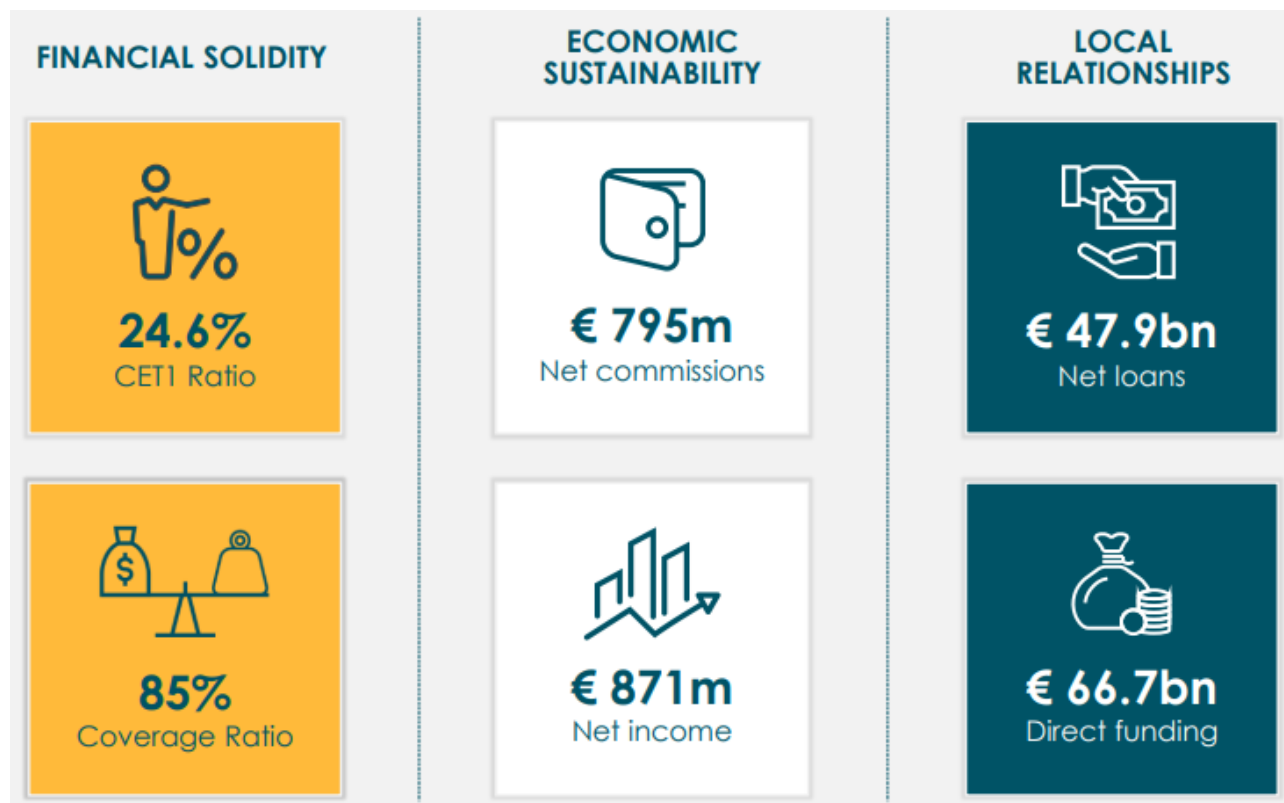 FINANCIAL SOLIDITY
24.6%
CET1 Ratio
$
85%
Coverage Ratio
ECONOMIC
SUSTAINABILITY
€ 795m
Net commissions
€ 871m
Net income
LOCAL
RELATIONSHIPS
€ 47.9bn
Net loans
€ 66.7bn
Direct funding